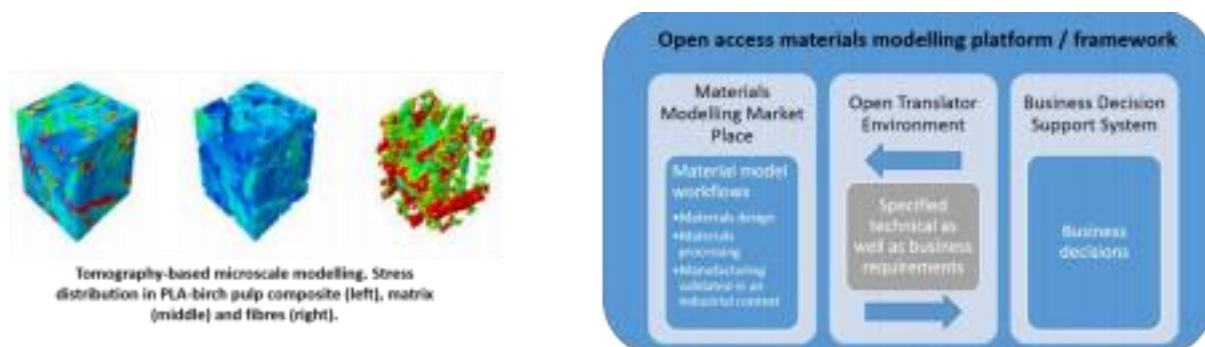 Tomography-based microscale modelling. Stress
distribution in PLA-birch pulp composite (left), matrix
(middle) and fibres (right).
Open access materials modelling platform / framework
Materials
Modelling Market
Place
Material model
workflows
•Materials design
•Materials
processing
•Manufacturing
validated in an
industrial context
Open Translator
Environment
Specified
technical as
well as business
requirements
Business Decision
Support System
Business
decisions